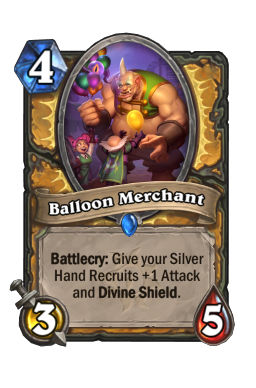 4
Balloon Merchant
Battlecry: Give your Silver
Hand Recruits +1 Attack
and Divine Shield.
3
5